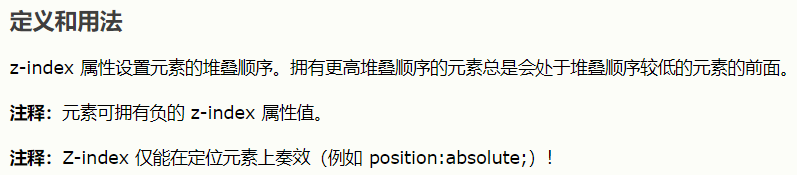 定义和用法
z-index 属性设置元素的堆叠顺序。拥有更高堆叠顺序的元素总是会处于堆叠顺序较低的元素的前面。
注释：元素可拥有负的 z-index 属性值。
注释：Z-index 仅能在定位元素上奏效（例如 position:absolute;）！